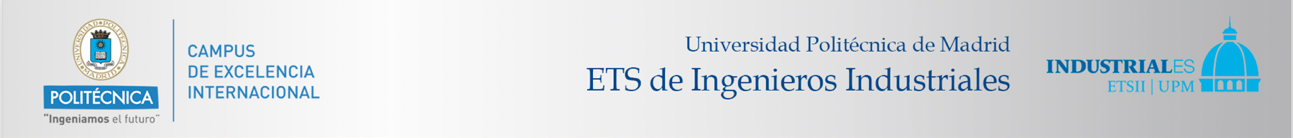 POLITÉCNICA
"Ingeniamos el futuro"
CAMPUS
DE EXCELENCIA
INTERNACIONAL
Universidad Politécnica de Madrid
ETS de Ingenieros Industriales
INDUSTRIALES
ETSII | UPM